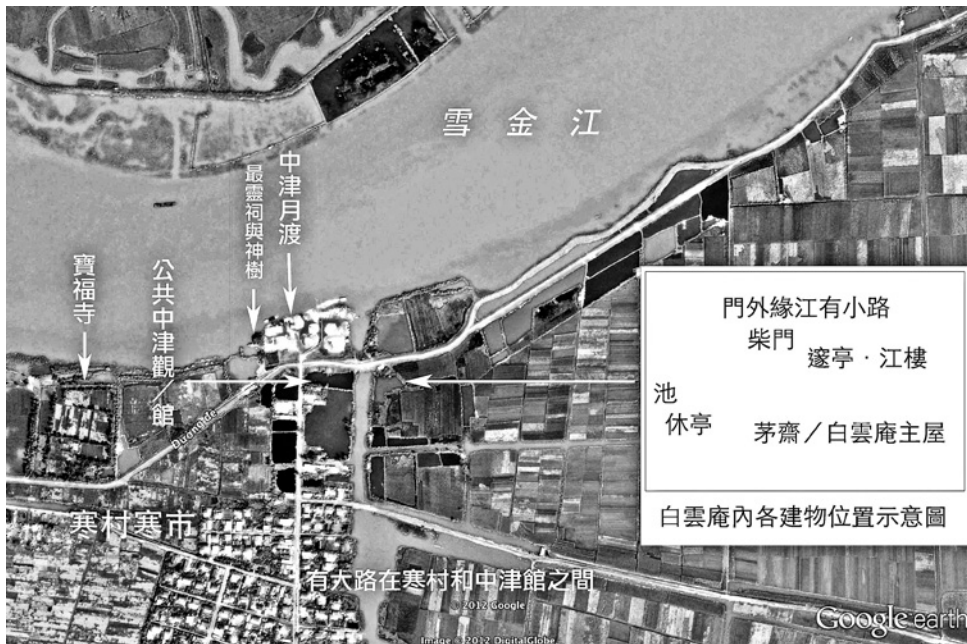 雪金江
中津月渡
最靈祠與神樹
寶福寺
公共中津觀／館
門外緣江有小路
柴門
邃亭．江樓
池
休亭
茅齋／白雲庵主屋
白雲庵內各建物位置示意圖
寒村寒市
有大路在寒村和中津館之間
© 2012 Google
Image © 2012 DigitalGlobe
Google earth